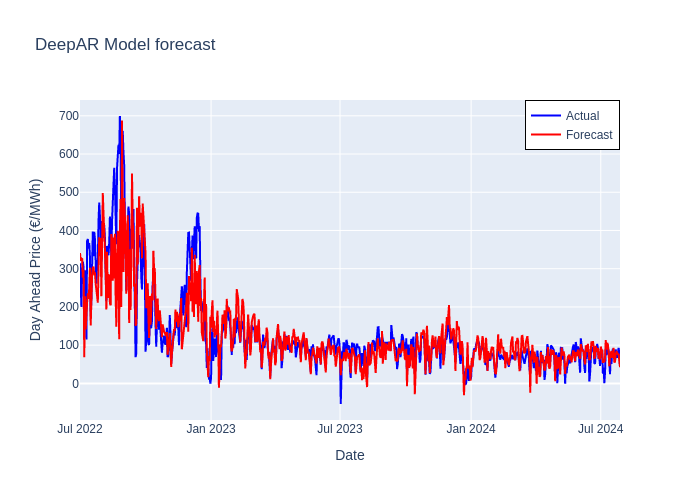 DeepAR Model forecast
Actual
Forecast
Day Ahead Price (€/MWh)
700
600
500
400
300
200
100
0
Jul 2022
Jan 2023
Jul 2023
Jan 2024
Jul 2024
Date